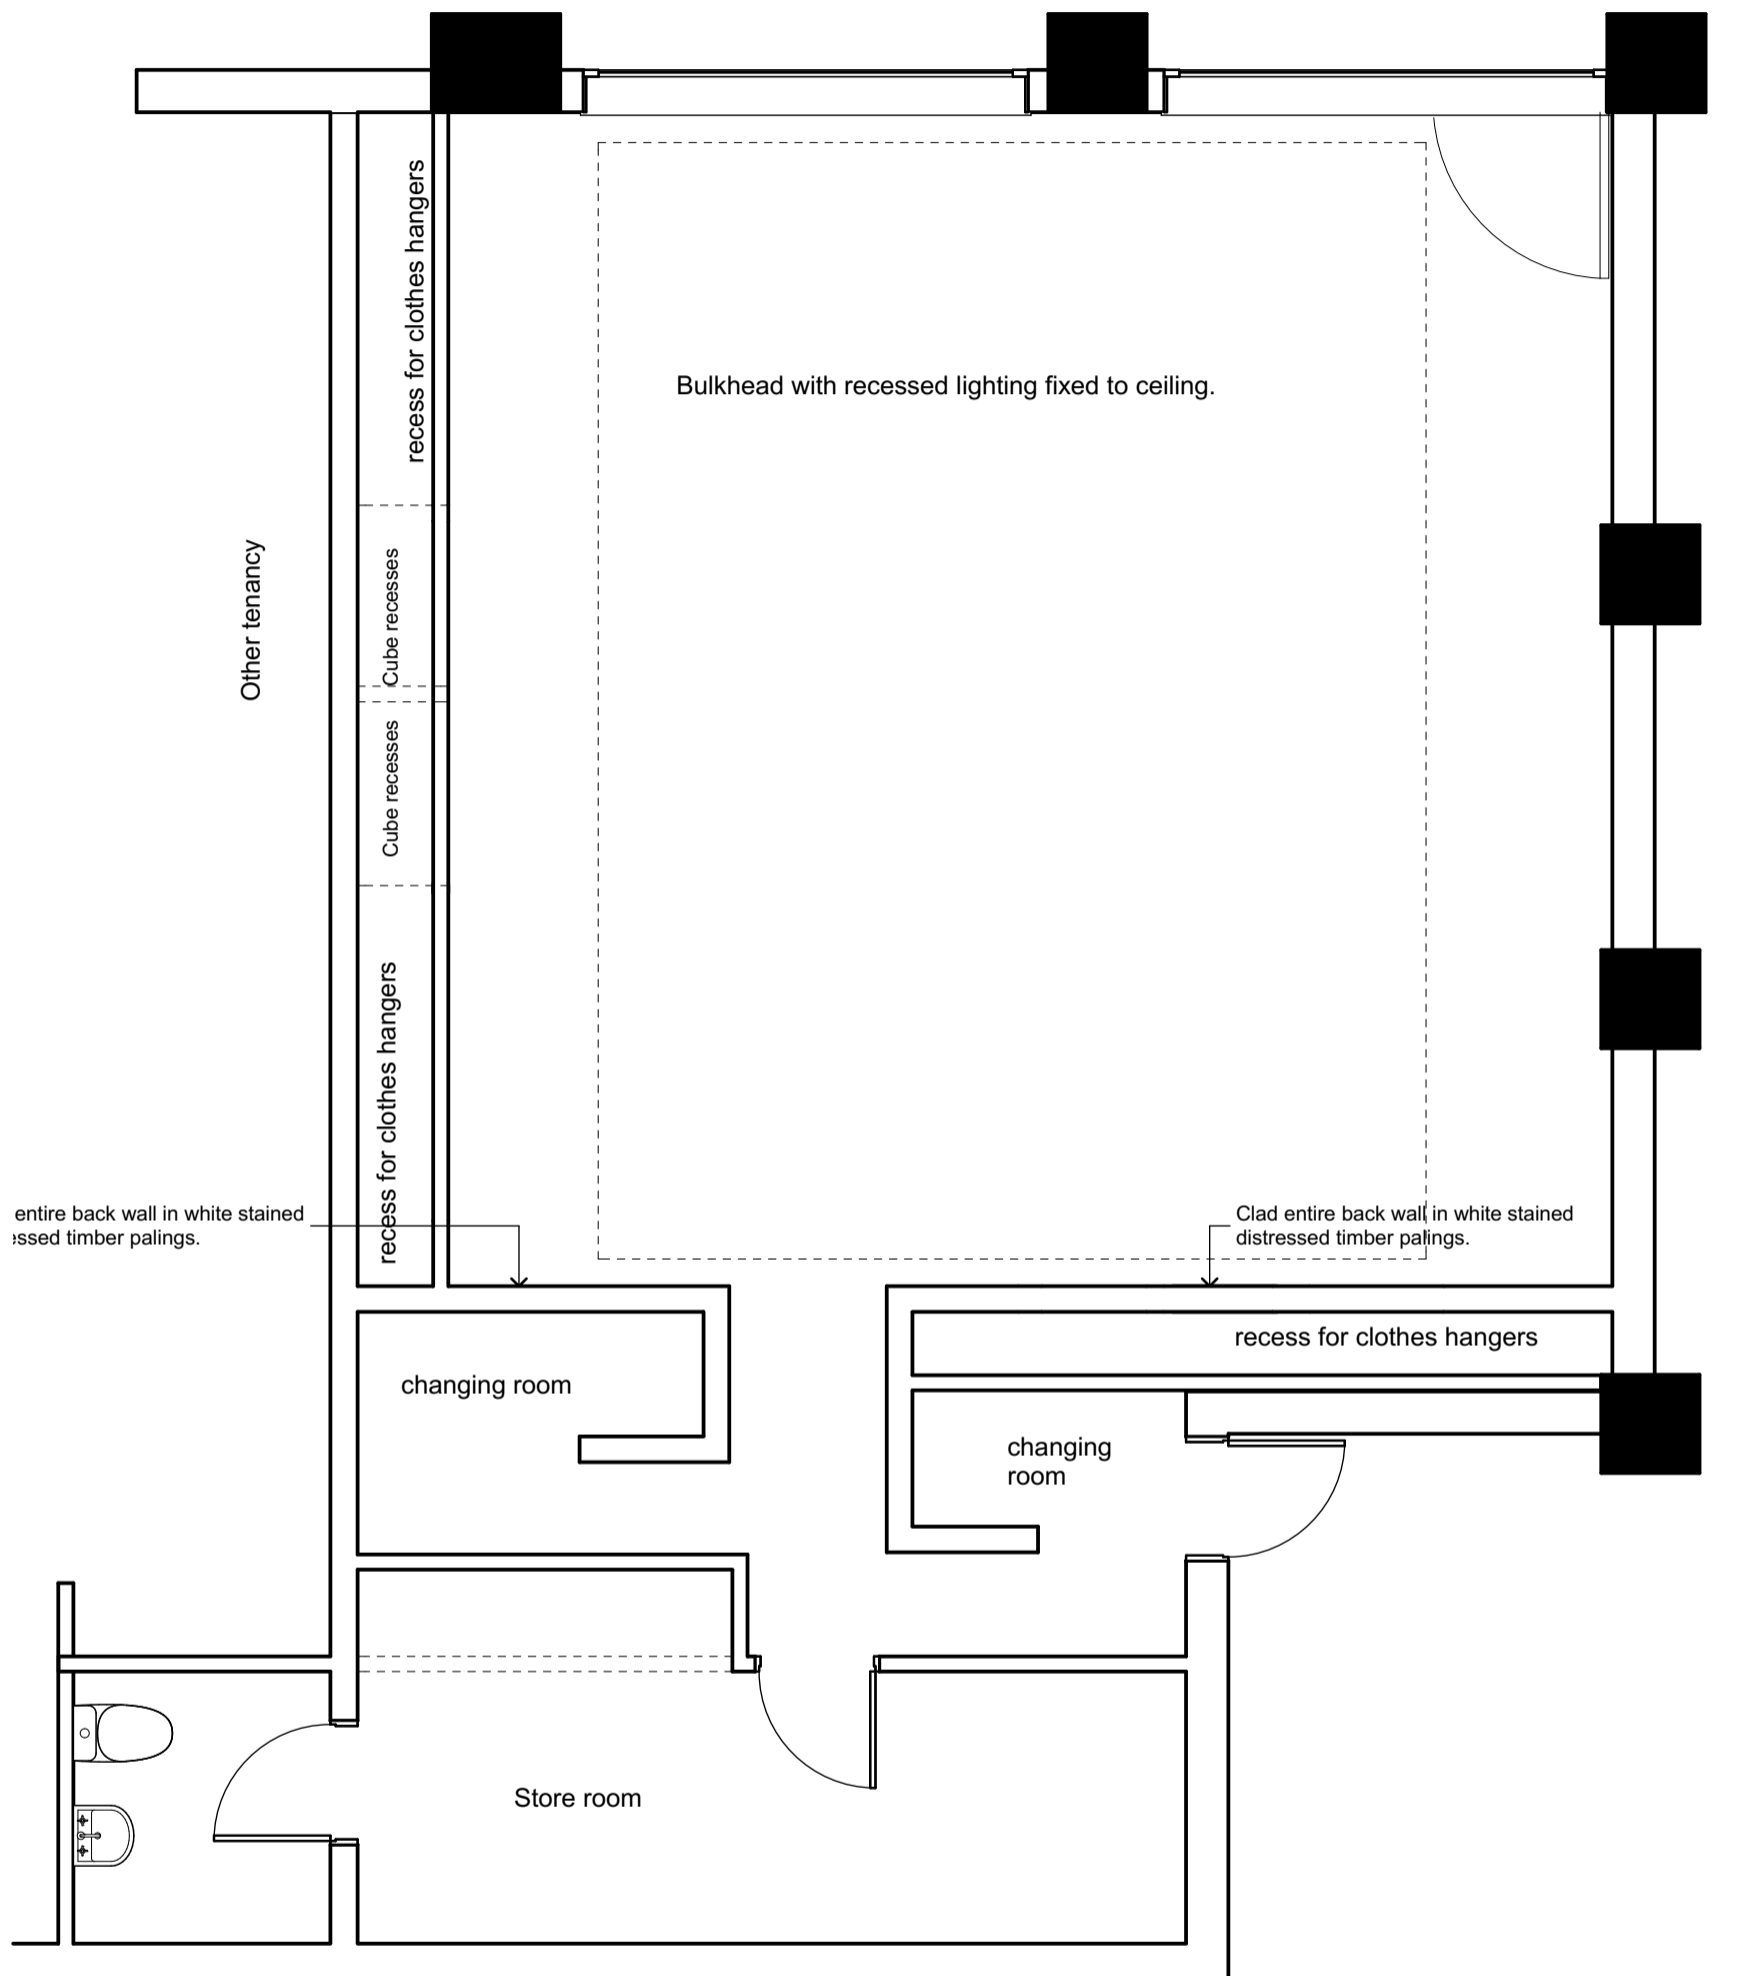 recess for clothes hangers
Bulkhead with recessed lighting fixed to ceiling.
Other tenancy
Cube recesses
Cube recesses
recess for clothes hangers
entire back wall in white stained
essed timber palings.
Clad entire back wall in white stained
distressed timber palings.
recess for clothes hangers
changing room
changing
room
Store room